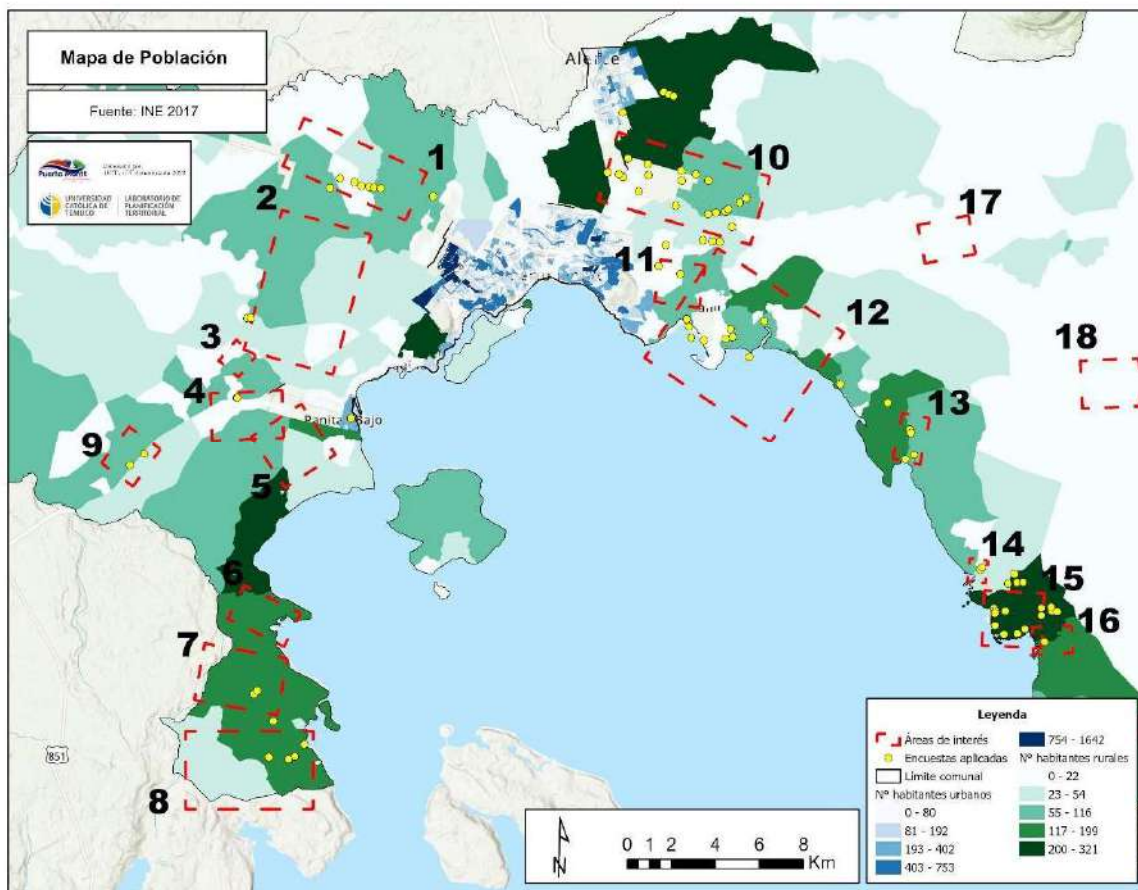 Mapa de Población
Fuente: INE 2017
Puerto Montt
UNIVERSIDAD
CATÓLICA DE
TEMUCO
LABORATORIO DE
PLANIFICACIÓN
TERRITORIAL
Alerce
1
2
10
17
11
3
12
18
4
Panitao Bajo
13
9
5
14
6
15
16
7
851
8
0 1 2 4 6 8
Km
N
Leyenda
Áreas de interés
Encuestas aplicadas
Límite comunal
Nº habitantes urbanos
0 - 80
81 - 192
193 - 402
403 - 753
754 - 1642
Nº habitantes rurales
0 - 22
23 - 54
55 - 116
117 - 199
200 - 321